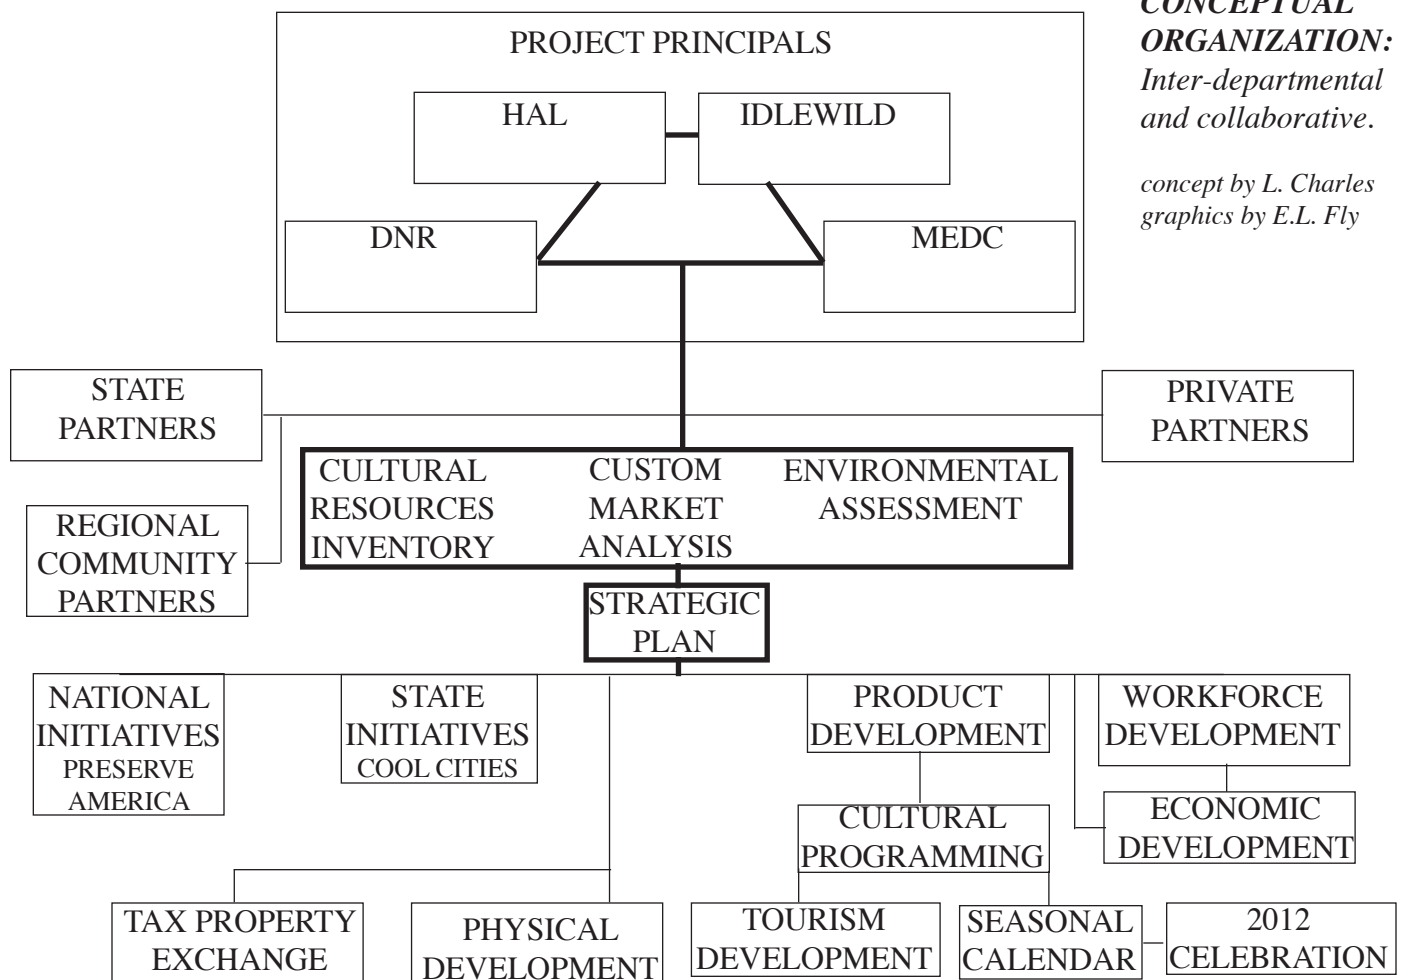 CONCEPTUAL
ORGANIZATION:
Inter-departmental
and collaborative.
concept by L. Charles
graphics by E.L. Fly
PROJECT PRINCIPALS
HAL
IDLEWILD
DNR
MEDC
STATE
PARTNERS
PRIVATE
PARTNERS
REGIONAL
COMMUNITY
PARTNERS
CULTURAL
RESOURCES
INVENTORY
CUSTOM
MARKET
ANALYSIS
ENVIRONMENTAL
ASSESSMENT
STRATEGIC
PLAN
NATIONAL
INITIATIVES
PRESERVE
AMERICA
STATE
INITIATIVES
COOL CITIES
PRODUCT
DEVELOPMENT
WORKFORCE
DEVELOPMENT
CULTURAL
PROGRAMMING
ECONOMIC
DEVELOPMENT
TAX PROPERTY
EXCHANGE
PHYSICAL
DEVELOPMENT
TOURISM
DEVELOPMENT
SEASONAL
CALENDAR
2012
CELEBRATION